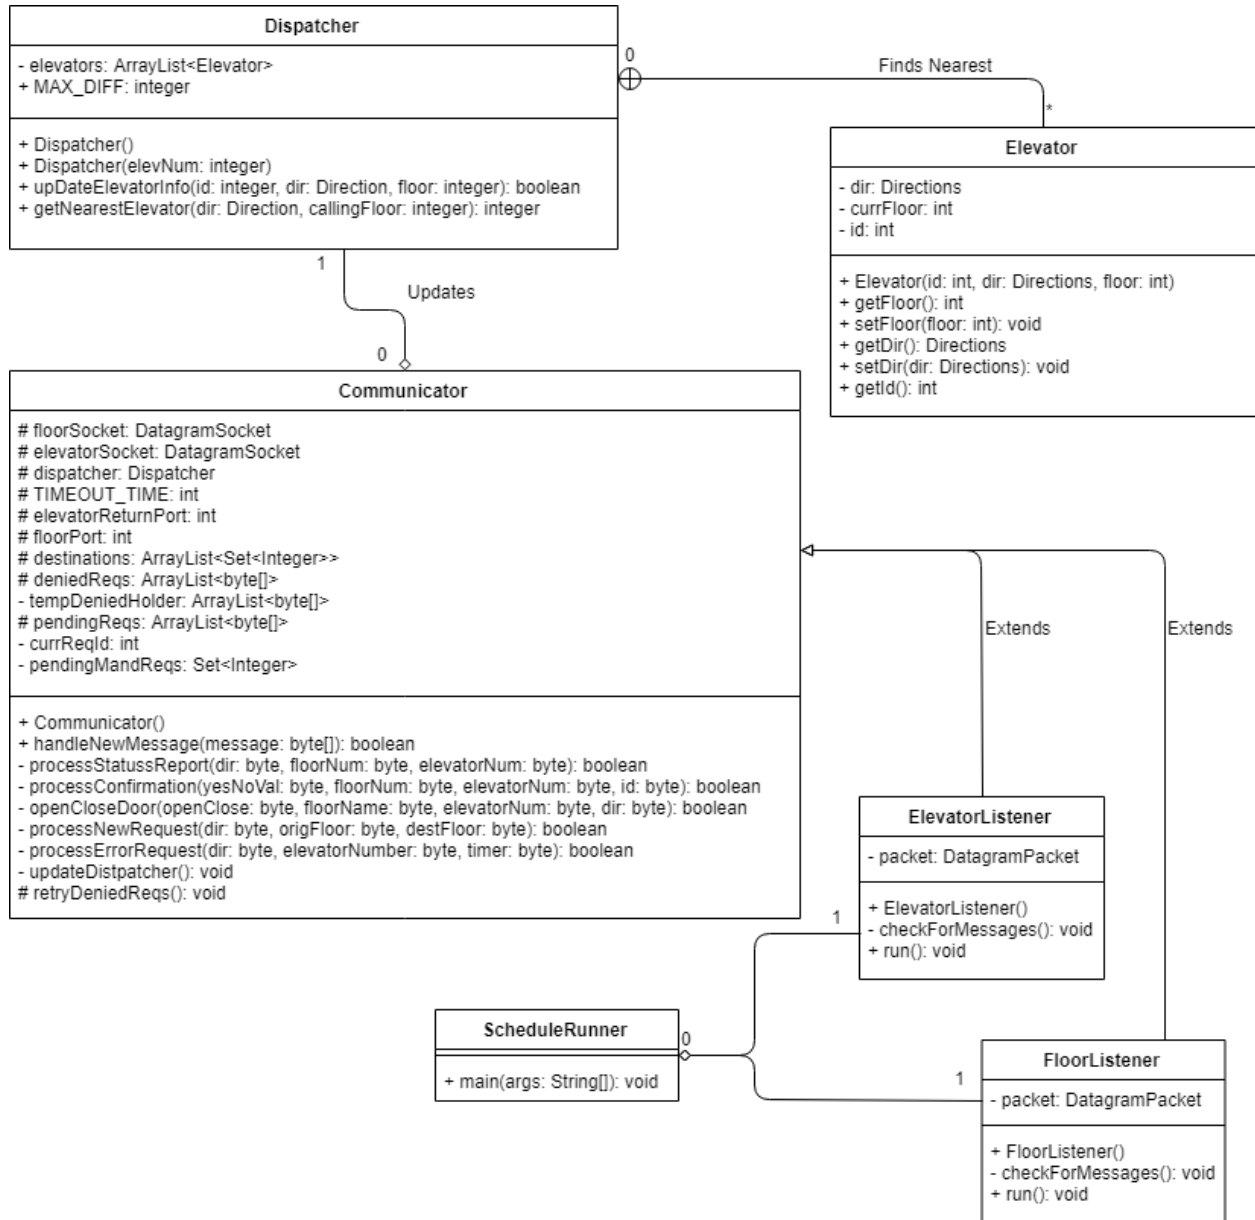 Dispatcher
- elevators: ArrayList<Elevator>
+ MAX_DIFF: integer
+ Dispatcher()
+ Dispatcher(elevNum: integer)
+ upDateElevatorInfo(id: integer, dir: Direction, floor: integer): boolean
+ getNearestElevator(dir: Direction, callingFloor: integer): integer
0
Finds Nearest
*
Elevator
- dir: Directions
- currFloor: int
- id: int
+ Elevator(id: int, dir: Directions, floor: int)
+ getFloor(): int
+ setFloor(floor: int): void
+ getDir(): Directions
+ setDir(dir: Directions): void
+ getId(): int
1
Updates
0
Communicator
# floorSocket: DatagramSocket
# elevatorSocket: DatagramSocket
# dispatcher: Dispatcher
# TIMEOUT_TIME: int
# elevatorReturnPort: int
# floorPort: int
# destinations: ArrayList<Set<Integer>>
# deniedReqs: ArrayList<byte[]>
- tempDeniedHolder: ArrayList<byte[]>
# pendingReqs: ArrayList<byte[]>
- currReqId: int
- pendingMandReqs: Set<Integer>
+ Communicator()
+ handleNewMessage(message: byte[]): boolean
- processStatussReport(dir: byte, floorNum: byte, elevatorNum: byte): boolean
- processConfirmation(yesNoVal: byte, floorNum: byte, elevatorNum: byte, id: byte): boolean
- openCloseDoor(openClose: byte, floorName: byte, elevatorNum: byte, dir: byte): boolean
- processNewRequest(dir: byte, origFloor: byte, destFloor: byte): boolean
- processErrorRequest(dir: byte, elevatorNumber: byte, timer: byte): boolean
- updateDistpatcher(): void
# retryDeniedReqs(): void
Extends
Extends
ElevatorListener
- packet: DatagramPacket
+ ElevatorListener()
- checkForMessages(): void
+ run(): void
1
ScheduleRunner
+ main(args: String[]): void
0
1
FloorListener
- packet: DatagramPacket
+ FloorListener()
- checkForMessages(): void
+ run(): void